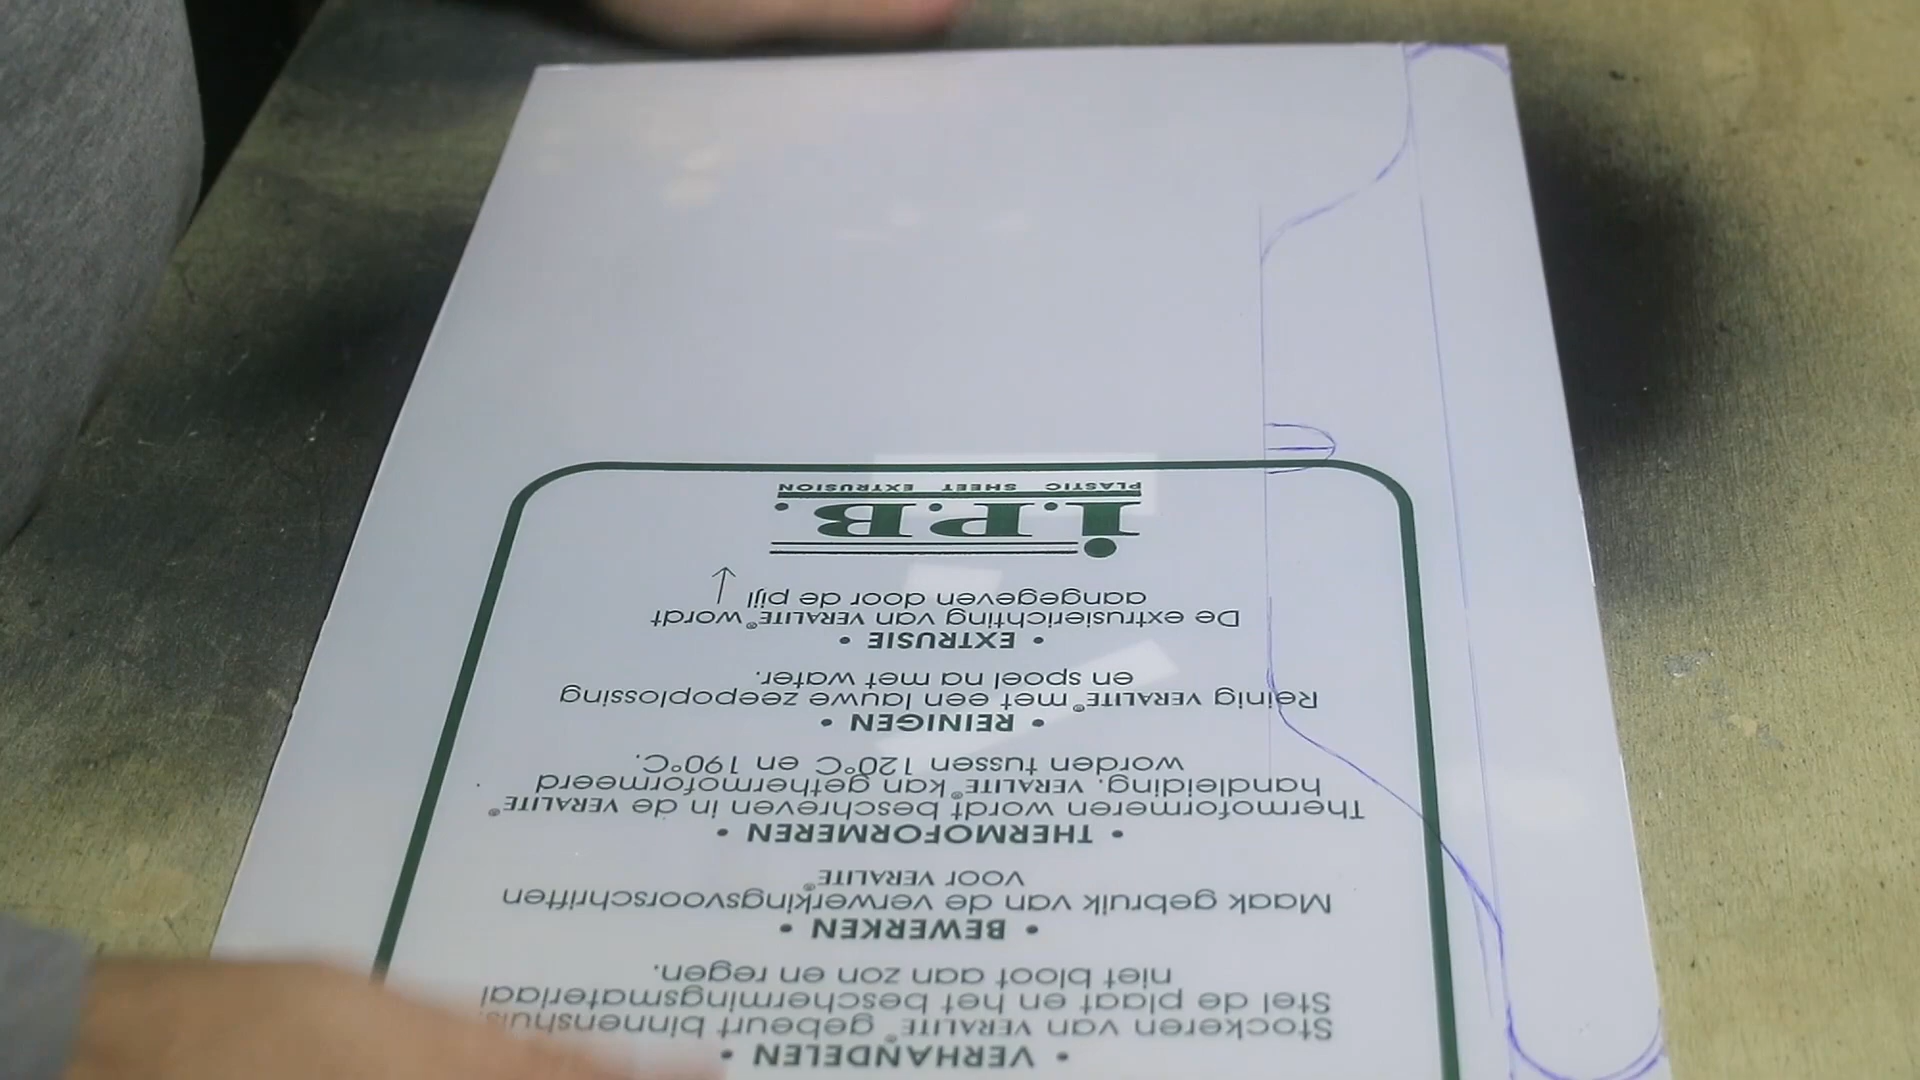 • VERHANDELEN •
Stockeren van VERALITE® gebeurt binnenshuis.
Stel de plaat en het beschermingsmateriaal
niet bloot aan zon en regen.
• BEWERKEN •
Maak gebruik van de verwerkingsvoorschriften
voor VERALITE®
• THERMOFORMEREN •
Thermoformeren wordt beschreven in de VERALITE®
handleiding. VERALITE® kan gethermoformeerd
worden tussen 120°C en 190°C.
• REINIGEN •
Reinig VERALITE® met een lauwe zeepoplossing
en spoel na met water.
• EXTRUSIE •
De extrusierichting van VERALITE® wordt
aangegeven door de pijl ↓
i.P.B.
PLASTIC SHEET EXTRUSION